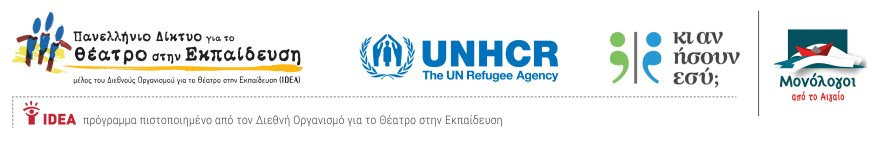 Πανελλήνιο Δίκτυο για το
Θέατρο στην Εκπαίδευση
μέλος του Διεθνούς Οργανισμού για το Θέατρο στην Εκπαίδευση (IDEA)
UNHCR
The UN Refugee Agency
κι αν
ήσουν
εσύ;
Μονόλογοι
από το Αιγαίο
IDEA πρόγραμμα πιστοποιημένο από τον Διεθνή Οργανισμό για το Θέατρο στην Εκπαίδευση